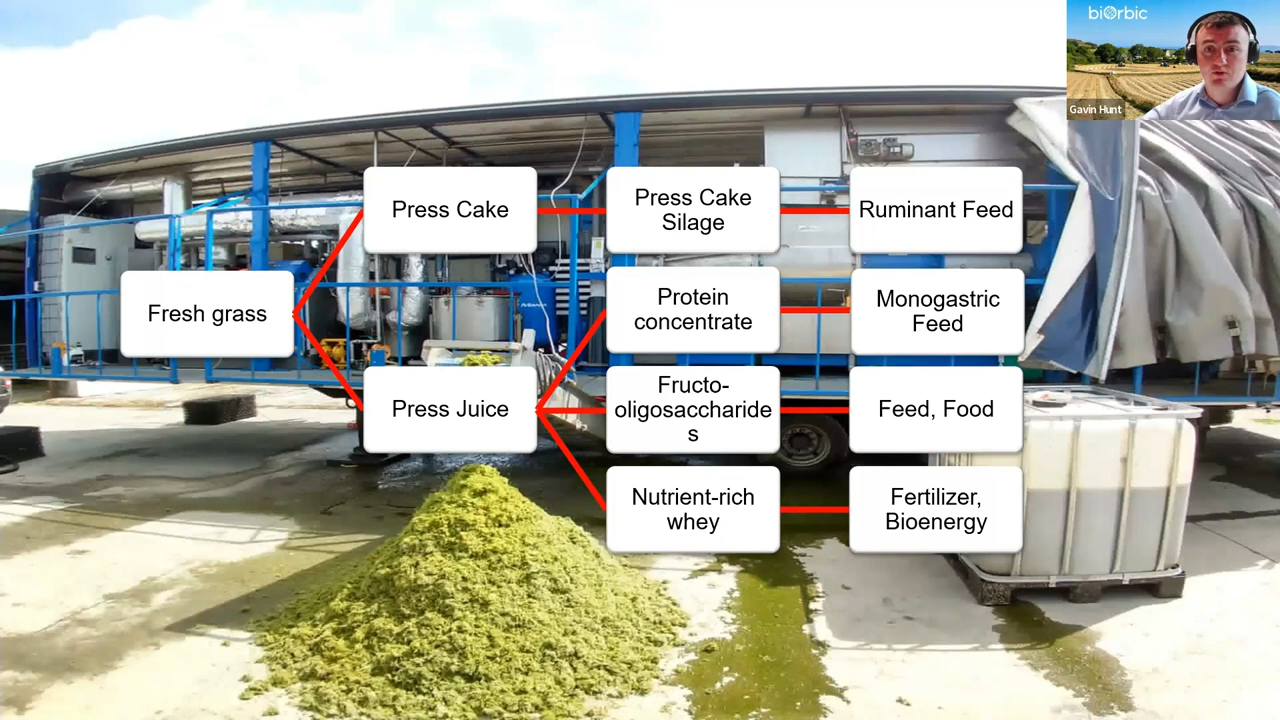 biOrbic
Gavin Hunt
Fresh grass
Press Cake
Press Juice
Press Cake
Silage
Protein
concentrate
Fructo-
oligosaccharide
s
Nutrient-rich
whey
Ruminant Feed
Monogastric
Feed
Feed, Food
Fertilizer,
Bioenergy